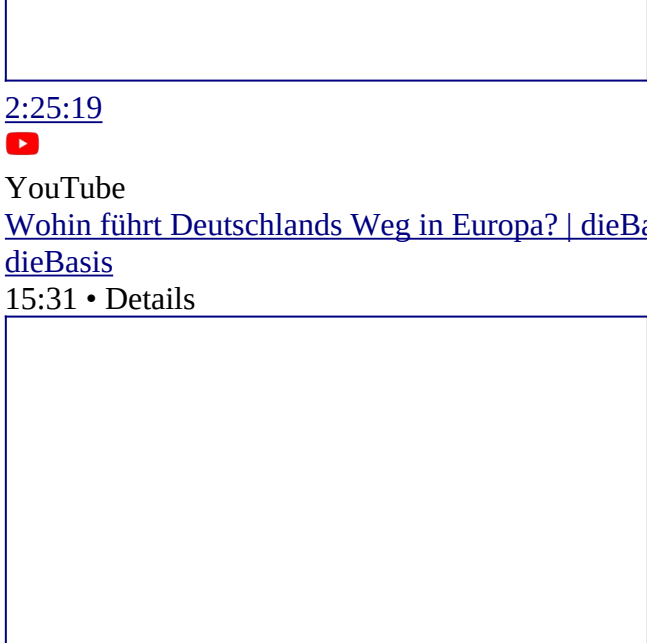 2:25:19
YouTube
Wohin führt Deutschlands Weg in Europa? | dieBa
dieBasis
15:31 • Details